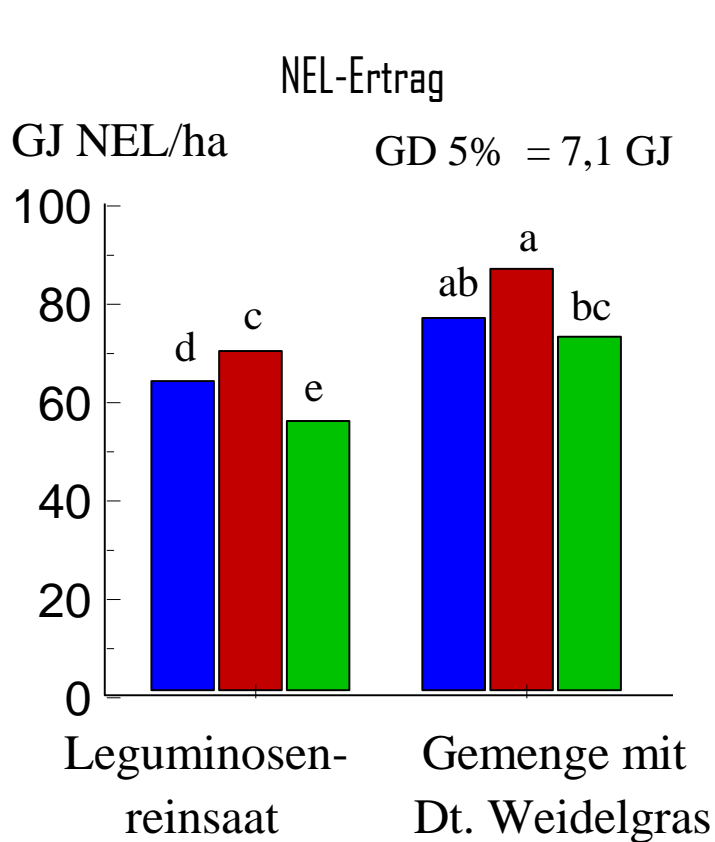 NEL-Ertrag
GJ NEL/ha
GD 5% = 7,1 GJ
100
80
60
40
20
0
d
c
e
ab
a
bc
Leguminosen-
reinsaat
Gemenge mit
Dt. Weidelgras